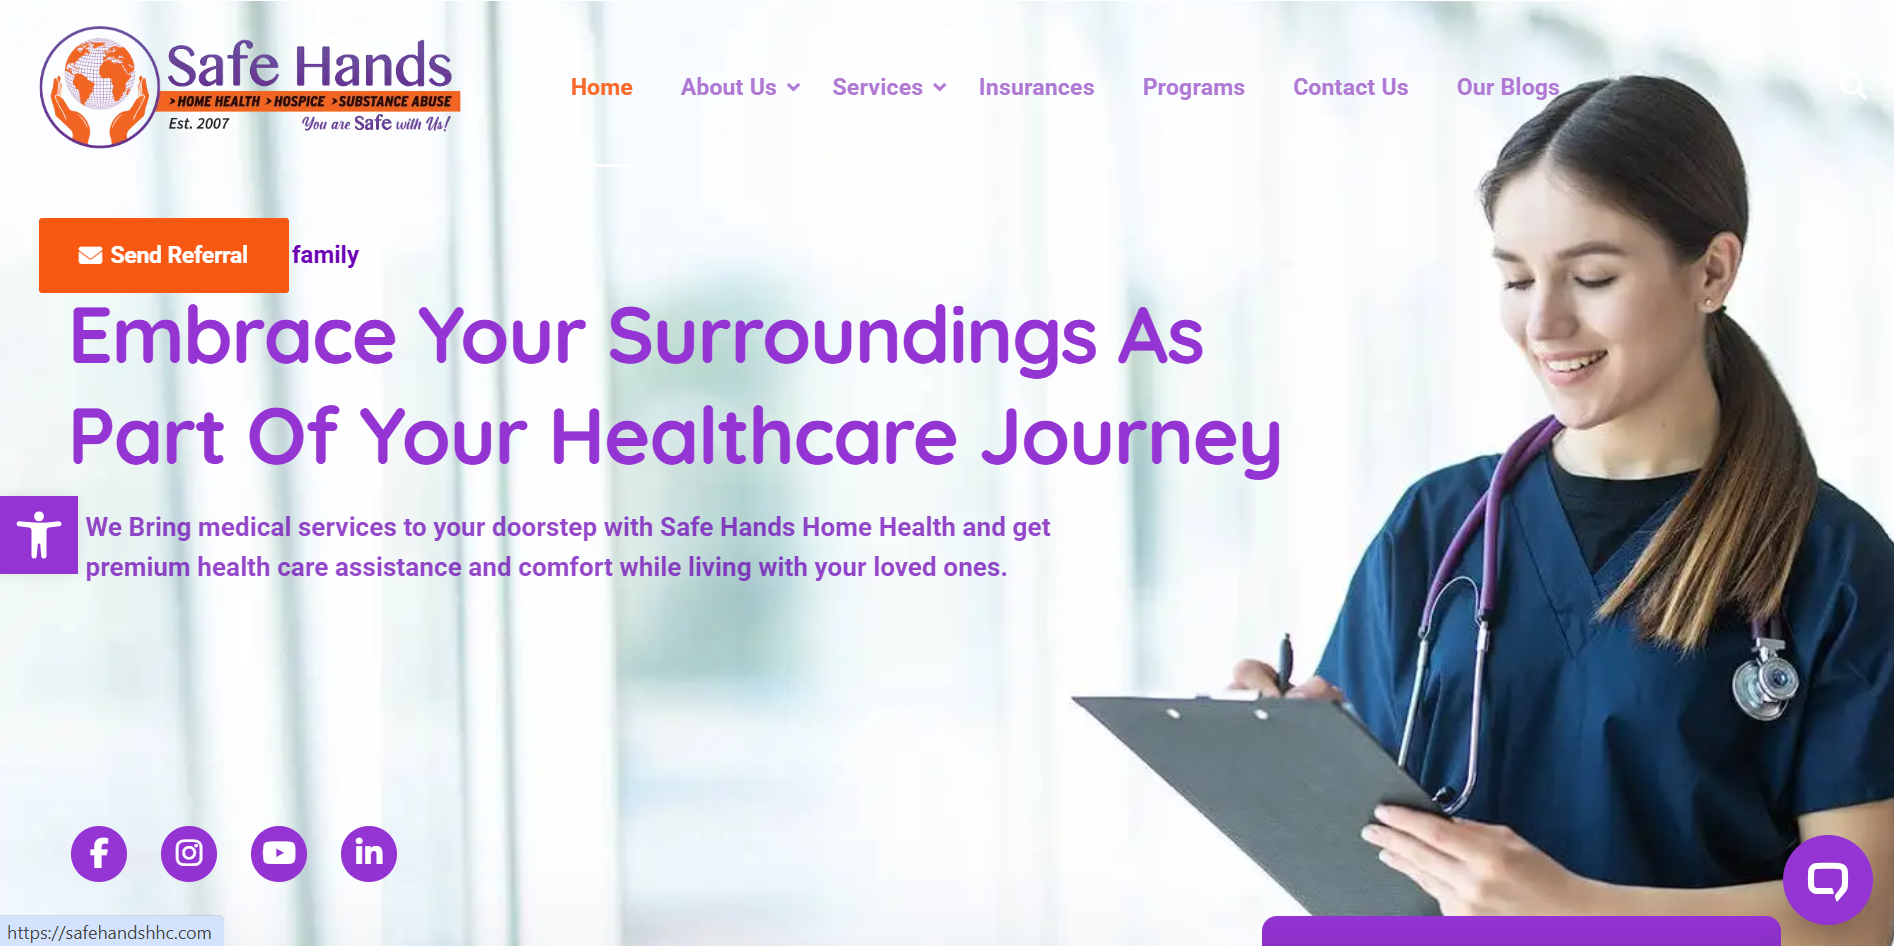 Safe Hands
>HOME HEALTH >HOSPICE >SUBSTANCE ABUSE
Est. 2007 You are Safe with Us!
Home About Us Services Insurances Programs Contact Us Our Blogs
Send Referral family
Embrace Your Surroundings As
Part Of Your Healthcare Journey
We Bring medical services to your doorstep with Safe Hands Home Health and get
premium health care assistance and comfort while living with your loved ones.
https://safehandshhc.com